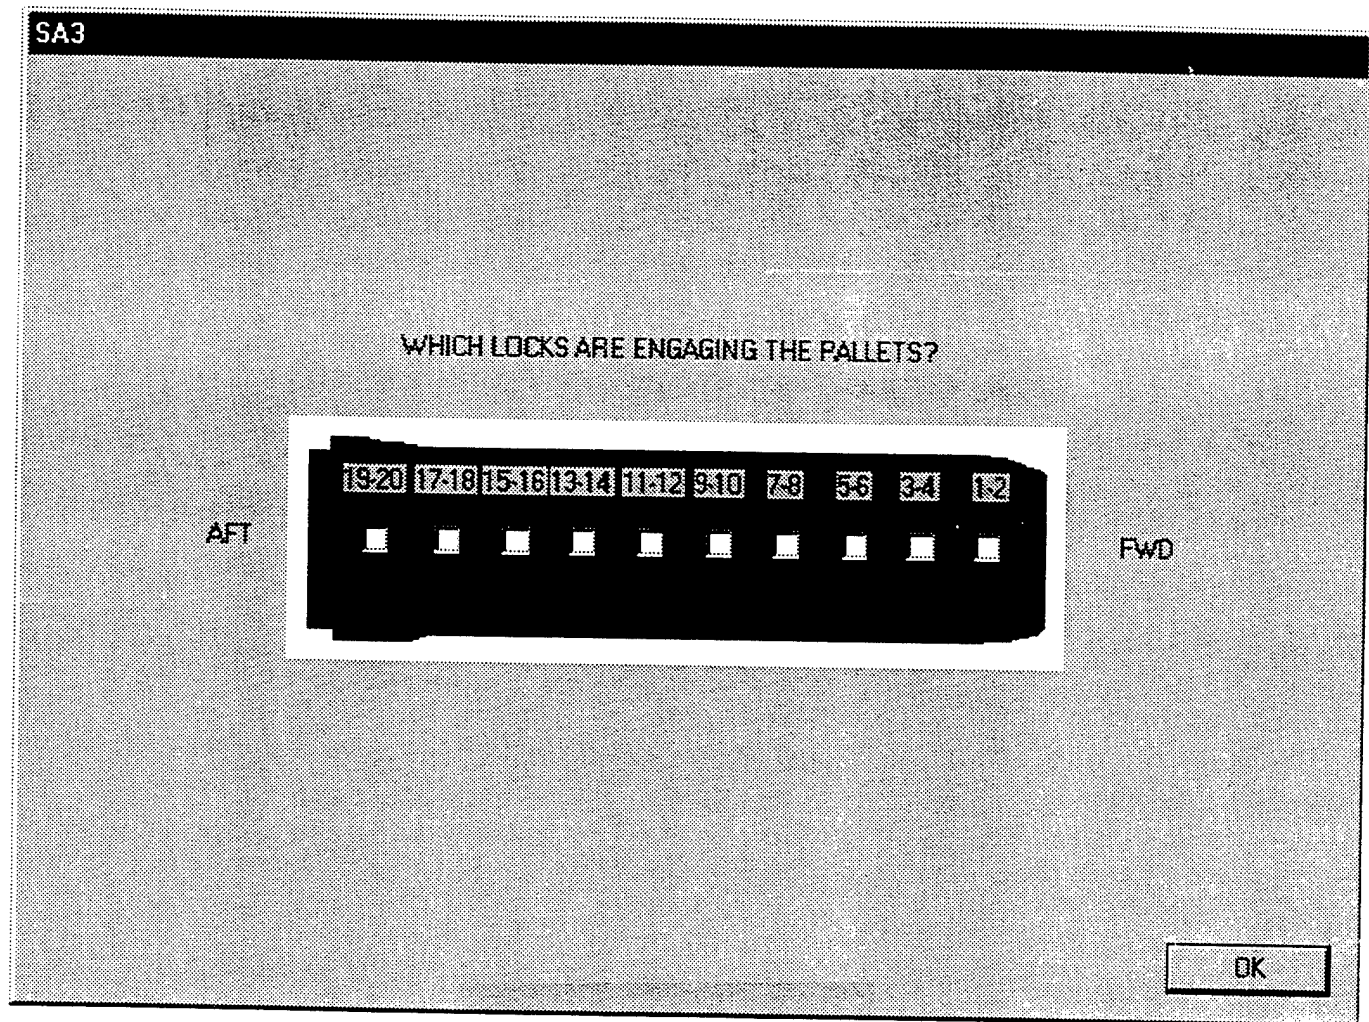 SA3
WHICH LOCKS ARE ENGAGING THE PALLETS?
19-20 17-18 15-16 13-14 11-12 9-10 7-8 5-6 3-4 1-2
AFT
FWD
OK